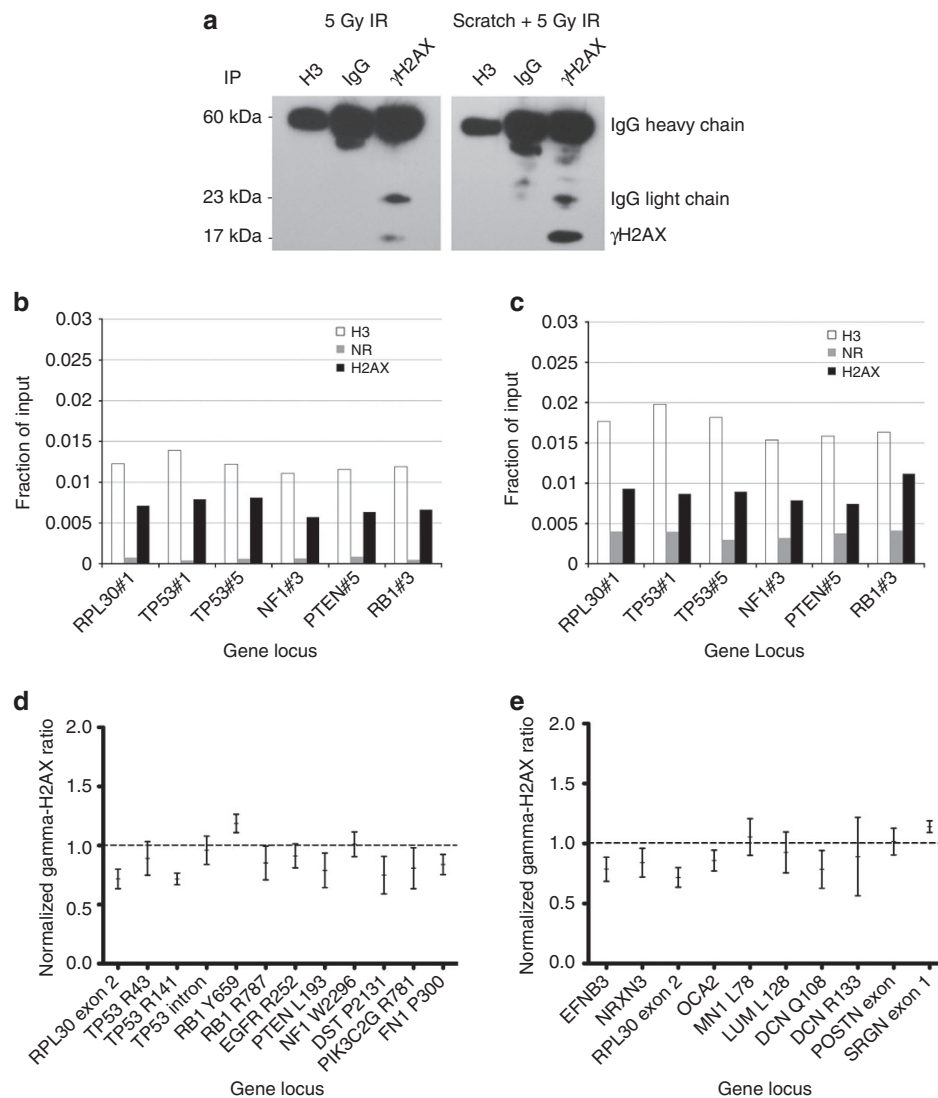 a
5 Gy IR
Scratch + 5 Gy IR
IP
H3
IgG
γH2AX
H3
IgG
γH2AX
60 kDa
IgG heavy chain
23 kDa
IgG light chain
17 kDa
γH2AX
b
0.03
0.025
0.02
0.015
0.01
0.005
0
Fraction of input
H3
NR
H2AX
RPL30#1
TP53#1
TP53#5
NF1#3
PTEN#5
RB1#3
Gene locus
c
0.03
0.025
0.02
0.015
0.01
0.005
0
Fraction of input
H3
NR
H2AX
RPL30#1
TP53#1
TP53#5
NF1#3
PTEN#5
RB1#3
Gene Locus
d
2.0
1.5
1.0
0.5
0.0
Normalized gamma-H2AX ratio
RPL30 exon 2
TP53 R43
TP53 R141
TP53 intron
RB1 Y659
RB1 R787
EGFR R252
PTEN L193
NF1 W2296
DST P2131
PIK3C2G R781
FN1 P300
Gene locus
e
2.0
1.5
1.0
0.5
0.0
Normalized gamma-H2AX ratio
EFNB3
NRXN3
RPL30 exon 2
OCA2
MN1 L78
LUM L128
DCN Q108
DCN R133
POSTN exon
SRGN exon 1
Gene locus